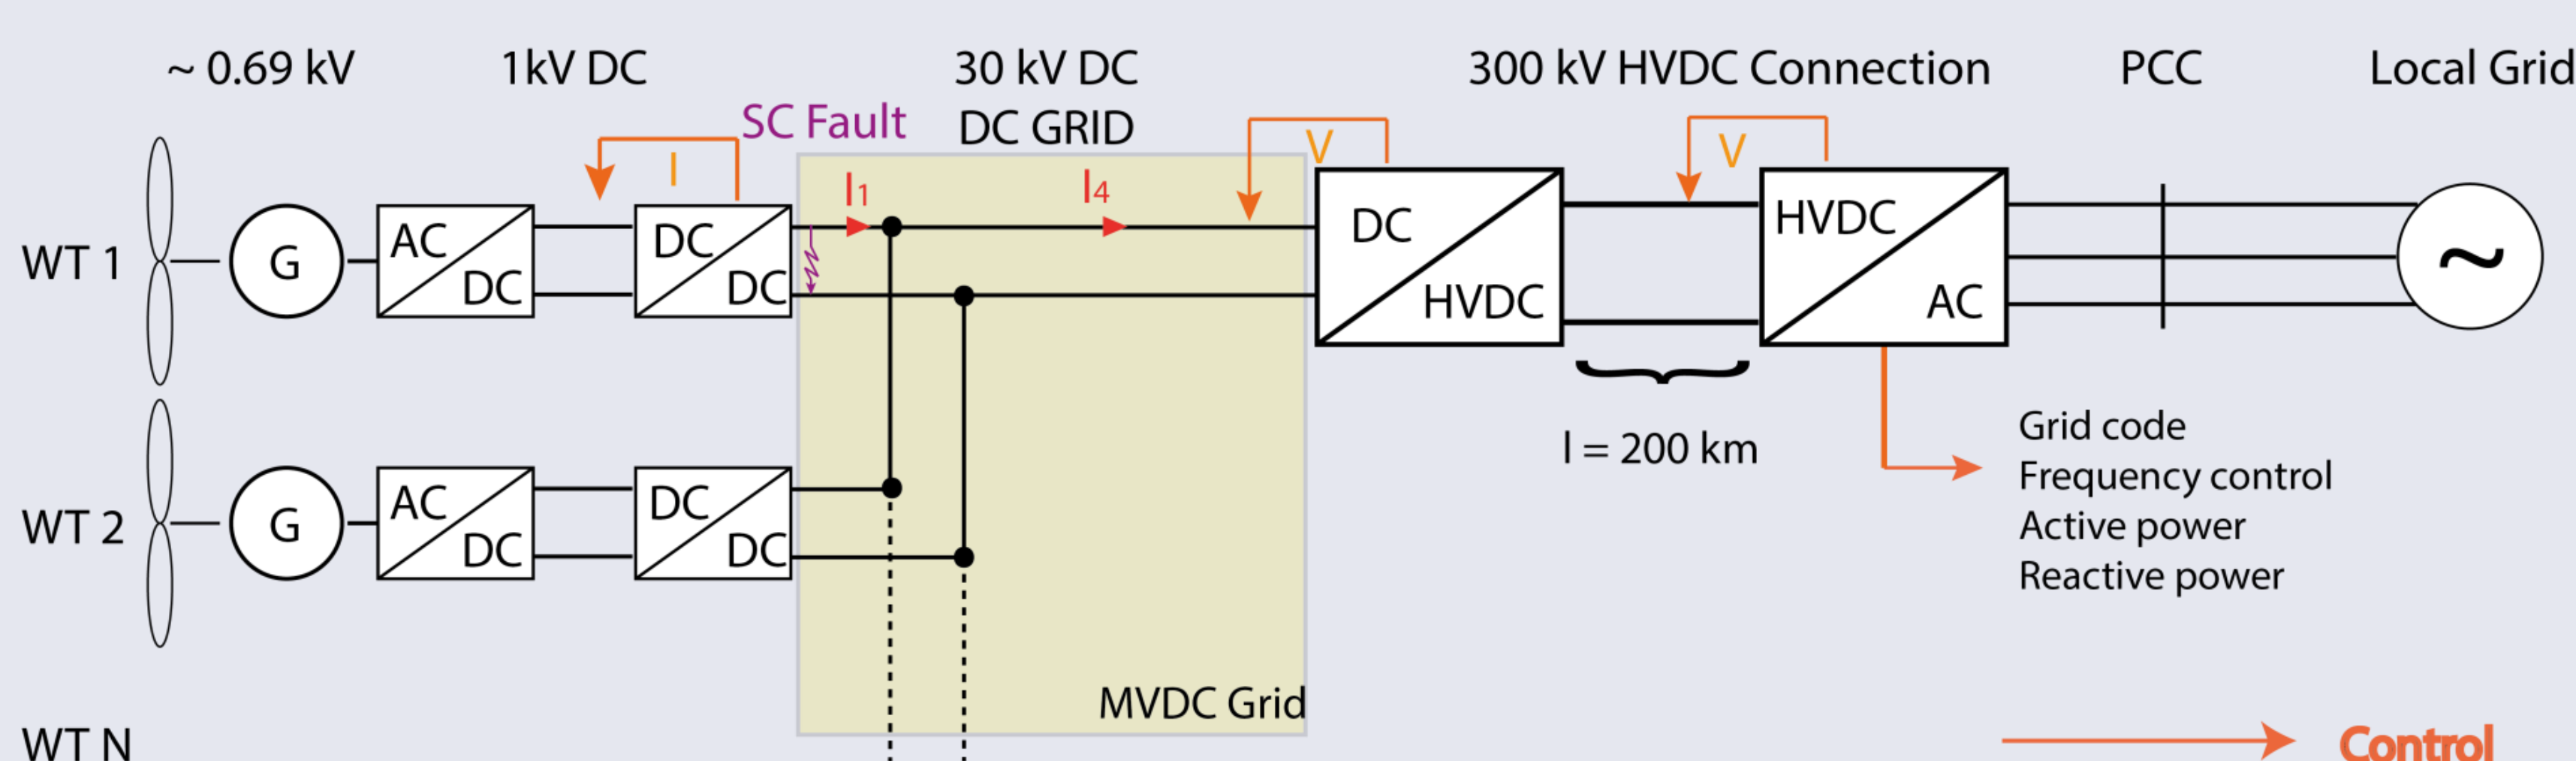 ~ 0.69 kV
1kV DC
30 kV DC
DC GRID
300 kV HVDC Connection
PCC
Local Grid
SC Fault
I
I1
I4
V
V
WT 1
G
AC
DC
DC
DC
DC
HVDC
HVDC
AC
~
l = 200 km
Grid code
Frequency control
Active power
Reactive power
WT 2
G
AC
DC
DC
DC
MVDC Grid
WT N
Control